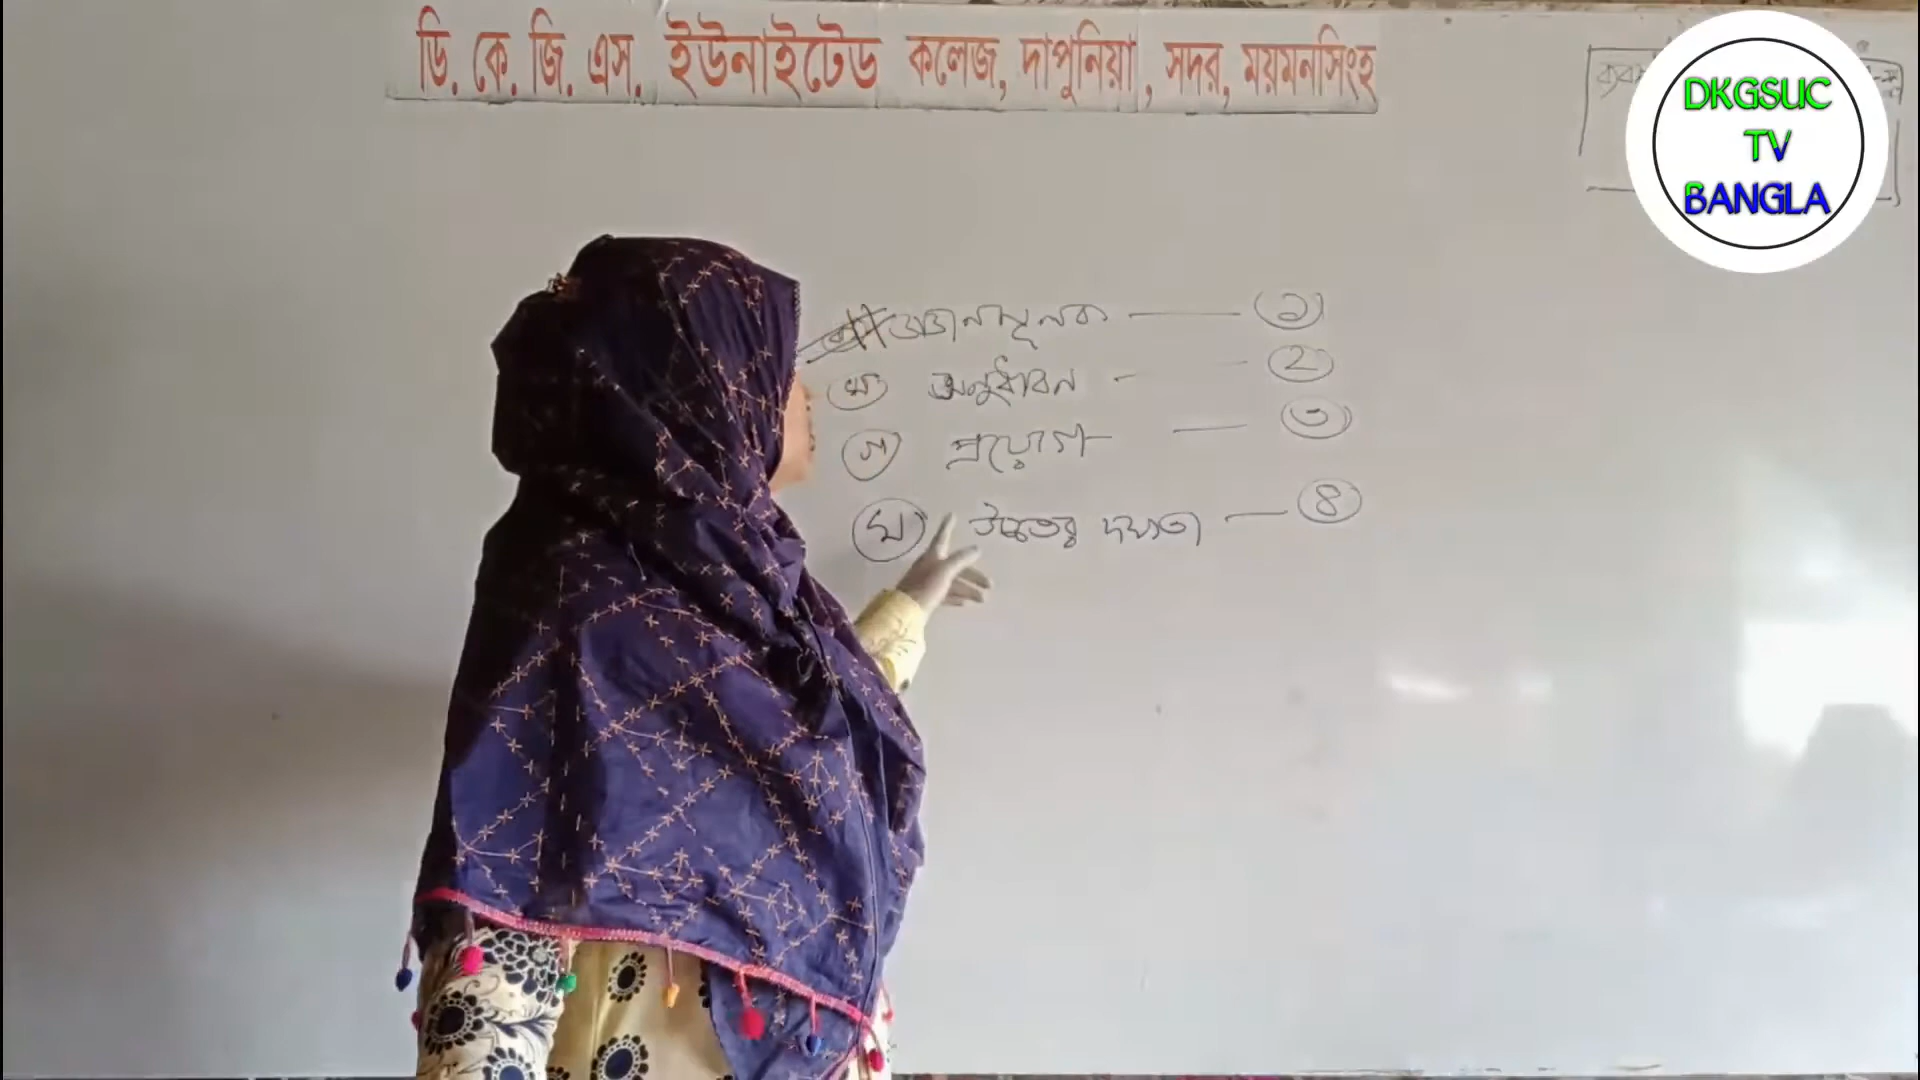 ডি. কে. জি. এস. ইউনাইটেড কলেজ, দাপুনিয়া, সদর, ময়মনসিংহ
DKGSUC
TV
BANGLA
জ্ঞানমূলক — ১
খ অনুধাবন — ২
গ প্রয়োগ — ৩
ঘ উচ্চতর দক্ষতা — ৪